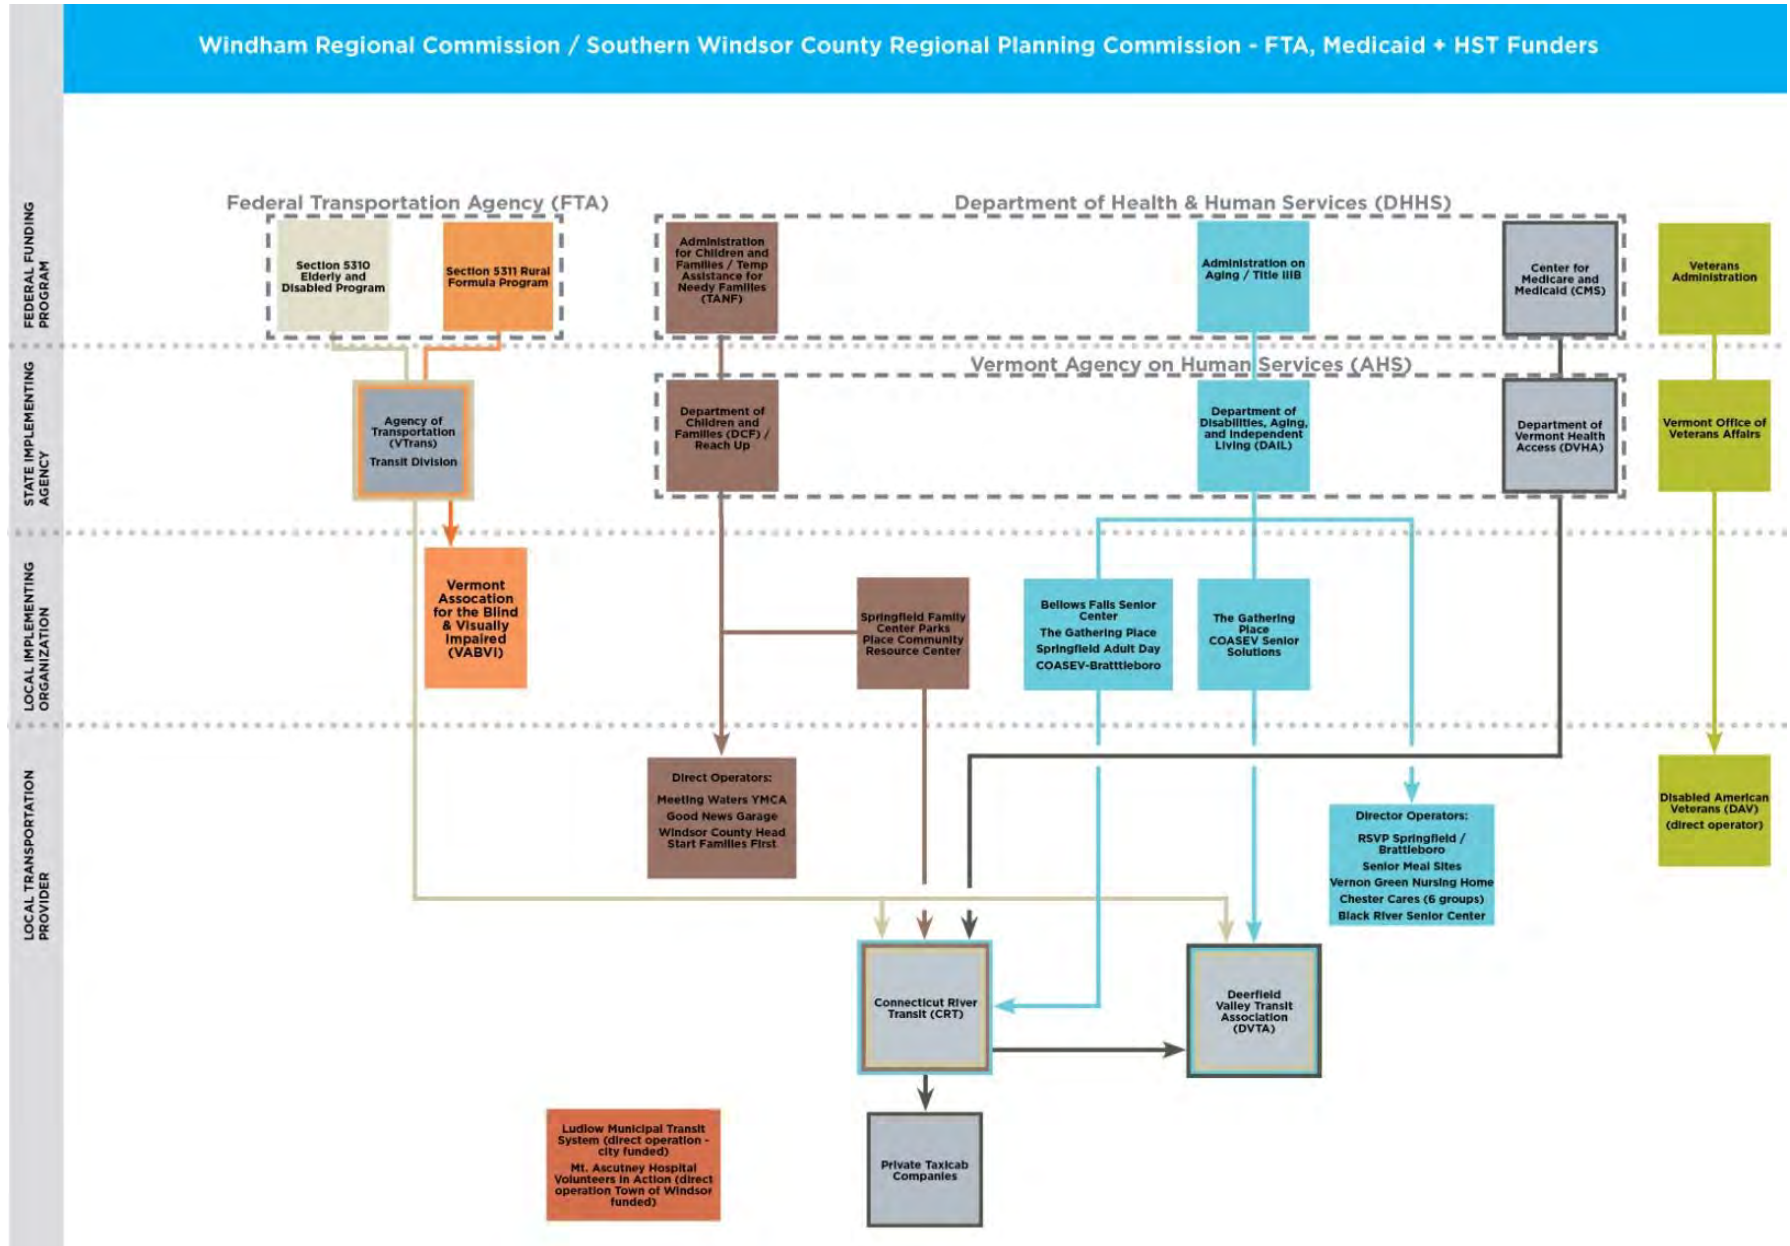 Windham Regional Commission / Southern Windsor County Regional Planning Commission - FTA, Medicaid + HST Funders
FEDERAL FUNDING
PROGRAM
Federal Transportation Agency (FTA)
Department of Health & Human Services (DHHS)
Section 5310
Elderly and
Disabled Program
Section 5311 Rural
Formula Program
Administration
for Children and
Families / Temp
Assistance for
Needy Families
(TANF)
Administration on
Aging / Title IIIB
Center for
Medicare and
Medicaid (CMS)
Veterans
Administration
STATE IMPLEMENTING
AGENCY
Vermont Agency on Human Services (AHS)
Agency of
Transportation
(VTrans)
Transit Division
Department of
Children and
Families (DCF) /
Reach Up
Department of
Disabilities, Aging,
and Independent
Living (DAIL)
Department of
Vermont Health
Access (DVHA)
Vermont Office of
Veterans Affairs
LOCAL IMPLEMENTING
ORGANIZATION
Vermont
Assocation
for the Blind
& Visually
Impaired
(VABVI)
Springfield Family
Center Parks
Place Community
Resource Center
Bellows Falls Senior
Center
The Gathering Place
Springfield Adult Day
COASEV-Bratttleboro
The Gathering
Place
COASEV Senior
Solutions
LOCAL TRANSPORTATION
PROVIDER
Direct Operators:
Meeting Waters YMCA
Good News Garage
Windsor County Head
Start Families First
Director Operators:
RSVP Springfield /
Brattleboro
Senior Meal Sites
Vernon Green Nursing Home
Chester Cares (6 groups)
Black River Senior Center
Disabled American
Veterans (DAV)
(direct operator)
Connecticut River
Transit (CRT)
Deerfield
Valley Transit
Association
(DVTA)
Ludlow Municipal Transit
System (direct operation -
city funded)
Mt. Ascutney Hospital
Volunteers in Action (direct
operation Town of Windsor
funded)
Private Taxicab
Companies